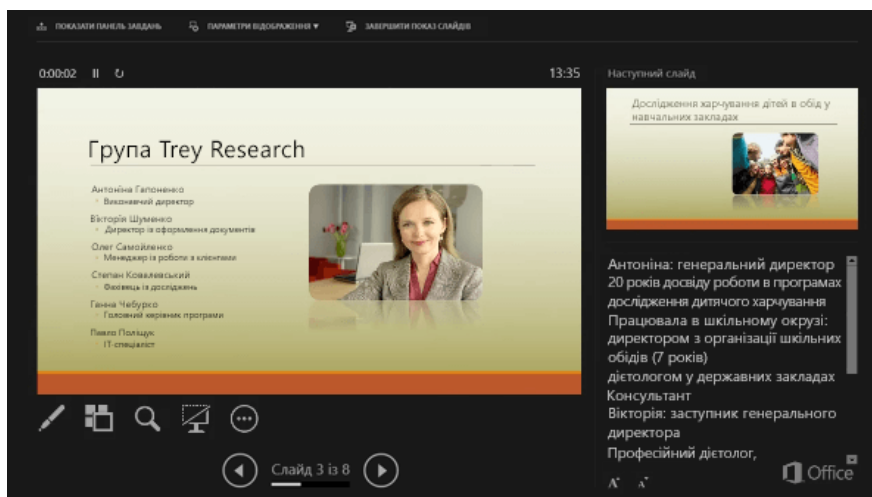 ПОКАЗАТИ ПАНЕЛЬ ЗАВДАНЬ ПАРАМЕТРИ ВІДОБРАЖЕННЯ ▼ ЗАВЕРШИТИ ПОКАЗ СЛАЙДІВ
0:00:02 13:35
Група Trey Research
Антоніна Гапоненко
Виконавчий директор
Вікторія Шуменко
Директор із оформлення документів
Олег Самойленко
Менеджер із роботи з клієнтами
Степан Ковалевський
Фахівець із досліджень
Ганна Чебурко
Головний керівник програми
Павло Поліщук
ІТ-спеціаліст
Слайд 3 із 8
Наступний слайд
Дослідження харчування дітей в обід у
навчальних закладах
Антоніна: генеральний директор
20 років досвіду роботи в програмах
дослідження дитячого харчування
Працювала в шкільному окрузі:
директором з організації шкільних
обідів (7 років)
дієтологом у державних закладах
Консультант
Вікторія: заступник генерального
директора
Професійний дієтолог,
A A
Office